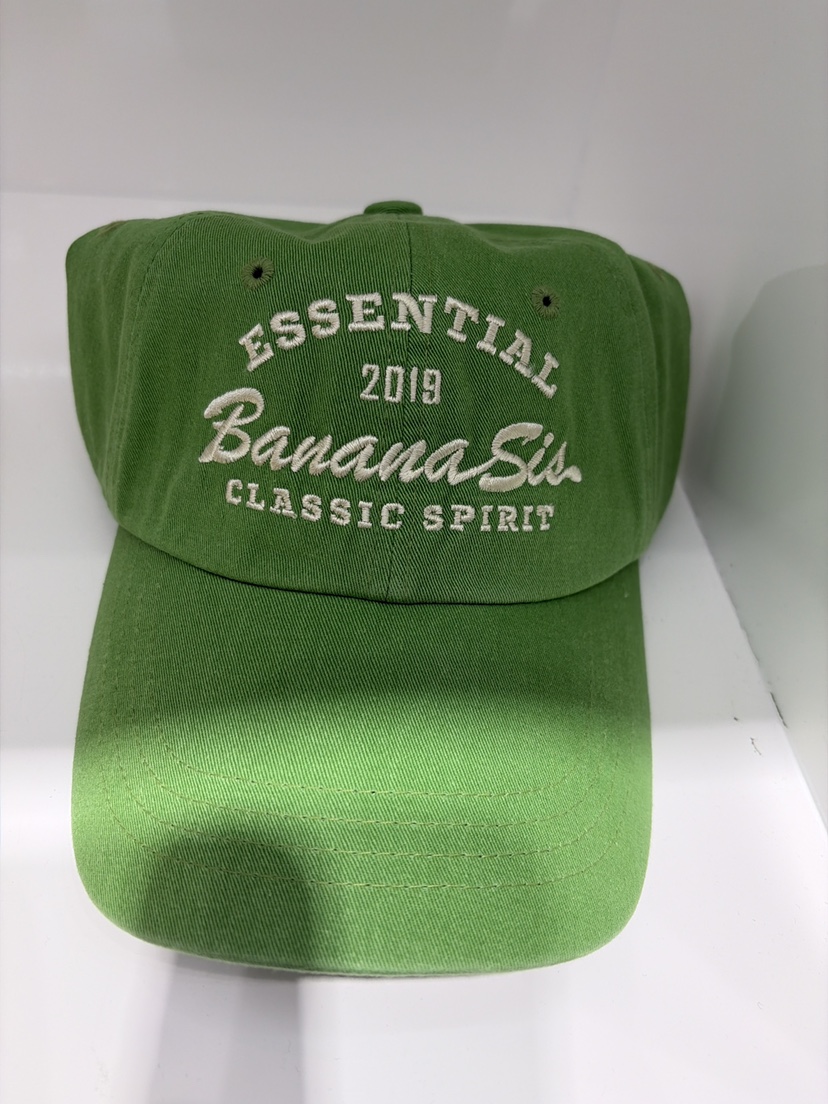 ESSENTIAL
2019
BananaSis
CLASSIC SPIRIT